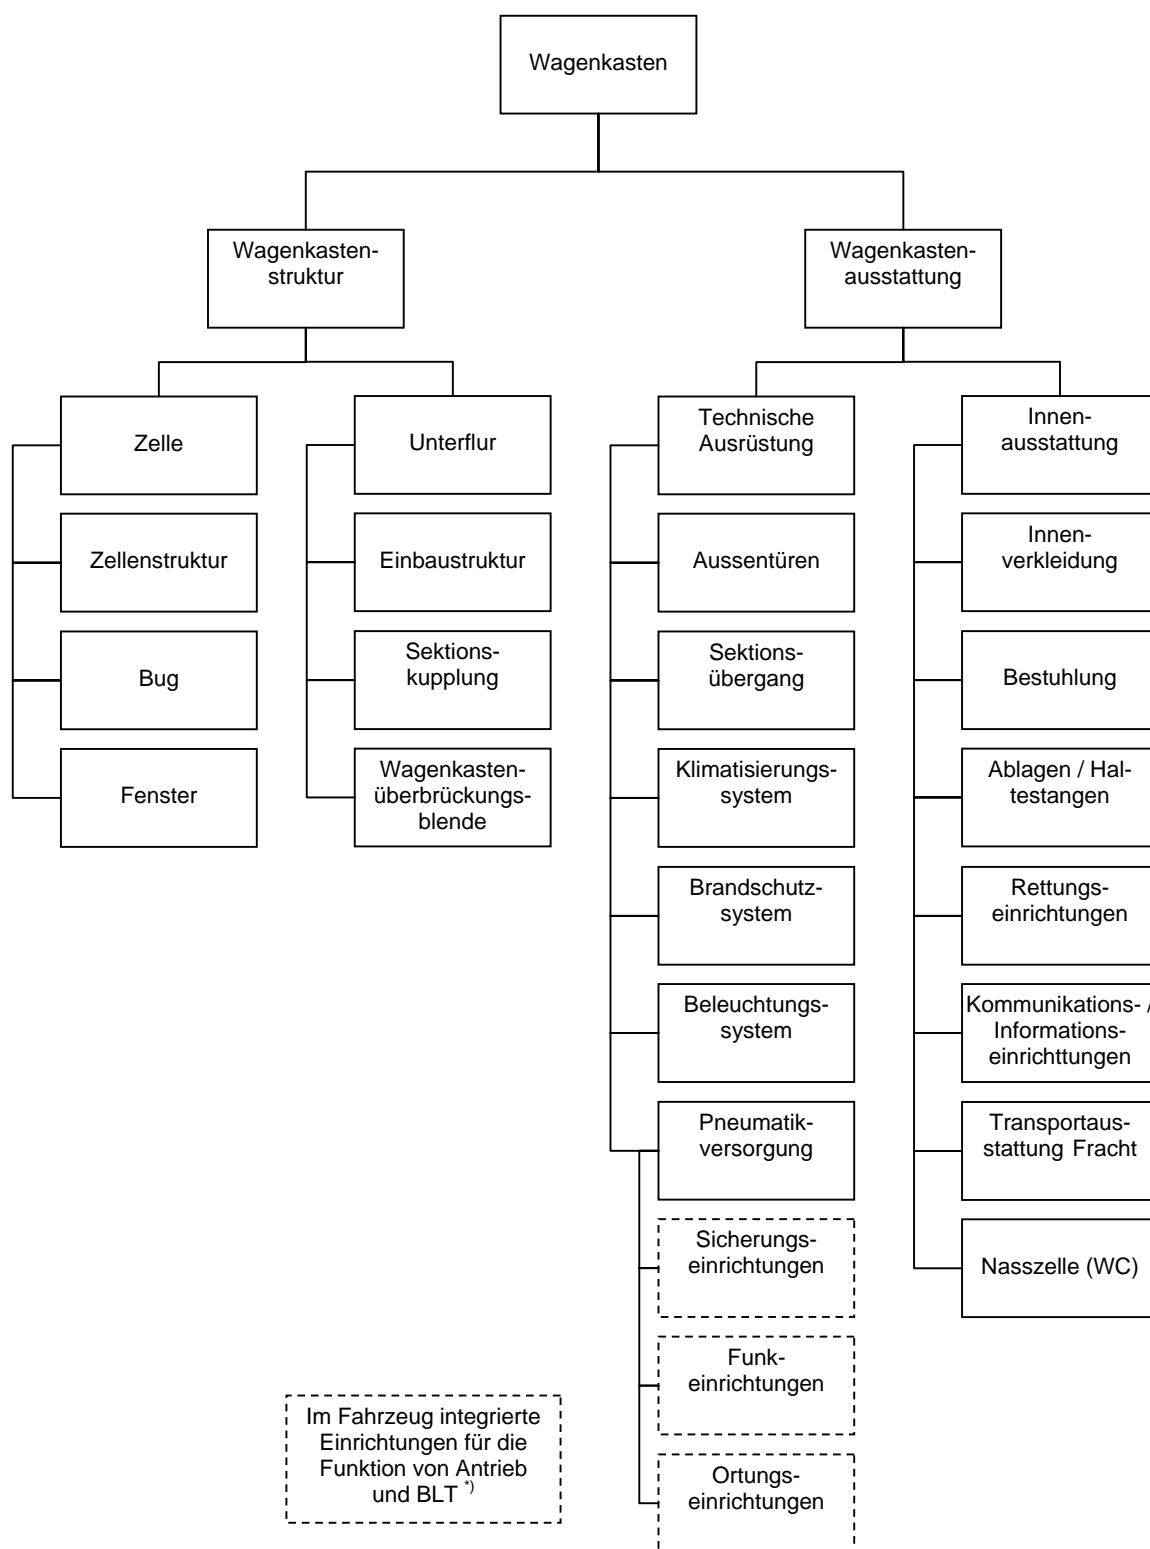 Wagenkasten
Wagenkasten-
struktur
Wagenkasten-
ausstattung
Zelle
Zellenstruktur
Bug
Fenster
Unterflur
Einbaustruktur
Sektions-
kupplung
Wagenkasten-
überbrückungs-
blende
Technische
Ausrüstung
Aussentüren
Sektions-
übergang
Klimatisierungs-
system
Brandschutz-
system
Beleuchtungs-
system
Pneumatik-
versorgung
Sicherungs-
einrichtungen
Funk-
einrichtungen
Ortungs-
einrichtungen
Innen-
ausstattung
Innen-
verkleidung
Bestuhlung
Ablagen / Hal-
testangen
Rettungs-
einrichtungen
Kommunikations- /
Informations-
einrichttungen
Transportaus-
stattung Fracht
Nasszelle (WC)
Im Fahrzeug integrierte
Einrichtungen für die
Funktion von Antrieb
und BLT *)